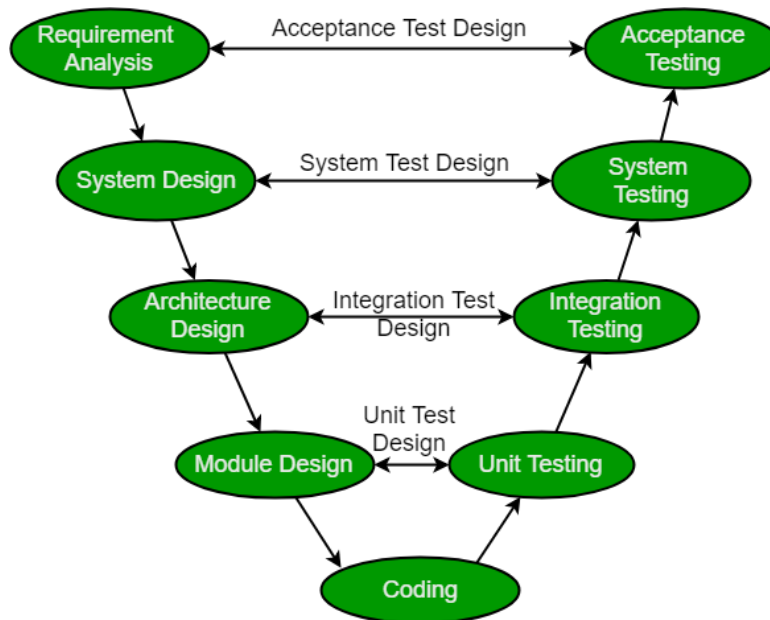 Requirement
Analysis
Acceptance Test Design
Acceptance
Testing
System Design
System Test Design
System
Testing
Architecture
Design
Integration Test
Design
Integration
Testing
Module Design
Unit Test
Design
Unit Testing
Coding